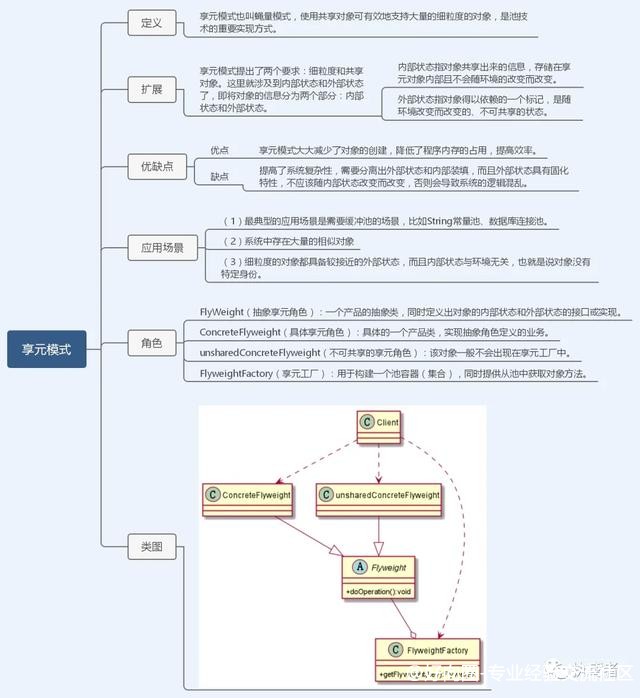 享元模式
定义
享元模式也叫蝇量模式，使用共享对象可有效地支持大量的细粒度的对象，是池技
术的重要实现方式。
扩展
享元模式提出了两个要求：细粒度和共享
对象。这里就涉及到内部状态和外部状态
了，即将对象的信息分为两个部分：内部
状态和外部状态。
内部状态指对象共享出来的信息，存储在享
元对象内部且不会随环境的改变而改变。
外部状态指对象得以依赖的一个标记，是随
环境改变而改变的、不可共享的状态。
优缺点
优点
享元模式大大减少了对象的创建，降低了程序内存的占用，提高效率。
缺点
提高了系统复杂性，需要分离出外部状态和内部装填，而且外部状态具有固化
特性，不应该随内部状态改变而改变，否则会导致系统的逻辑混乱。
应用场景
（1）最典型的应用场景是需要缓冲池的场景，比如String常量池、数据库连接池。
（2）系统中存在大量的相似对象
（3）细粒度的对象都具备较接近的外部状态，而且内部状态与环境无关，也就是说对象没有
特定身份。
角色
FlyWeight（抽象享元角色）：一个产品的抽象类，同时定义出对象的内部状态和外部状态的接口或实现。
ConcreteFlyweight（具体享元角色）：具体的一个产品类，实现抽象角色定义的业务。
unsharedConcreteFlyweight（不可共享的享元角色）：该对象一般不会出现在享元工厂中。
FlyweightFactory（享元工厂）：用于构建一个池容器（集合），同时提供从池中获取对象方法。
类图
C Client
C ConcreteFlyweight
C unsharedConcreteFlyweight
A Flyweight
+doOperation():void
C FlyweightFactory